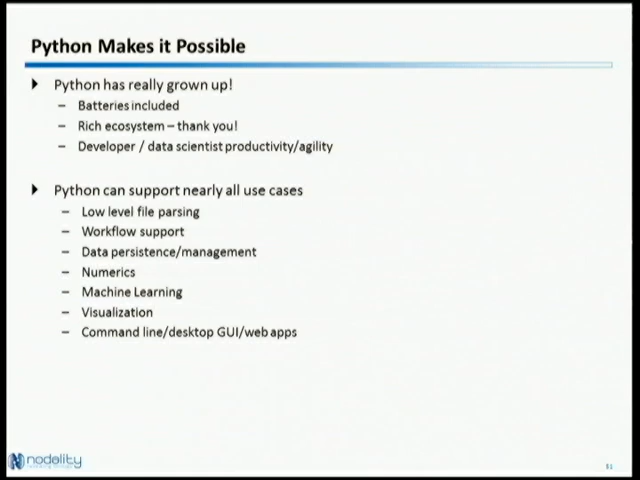 Python Makes it Possible
Python has really grown up!
– Batteries included
– Rich ecosystem – thank you!
– Developer / data scientist productivity/agility
Python can support nearly all use cases
– Low level file parsing
– Workflow support
– Data persistence/management
– Numerics
– Machine Learning
– Visualization
– Command line/desktop GUI/web apps
nodality